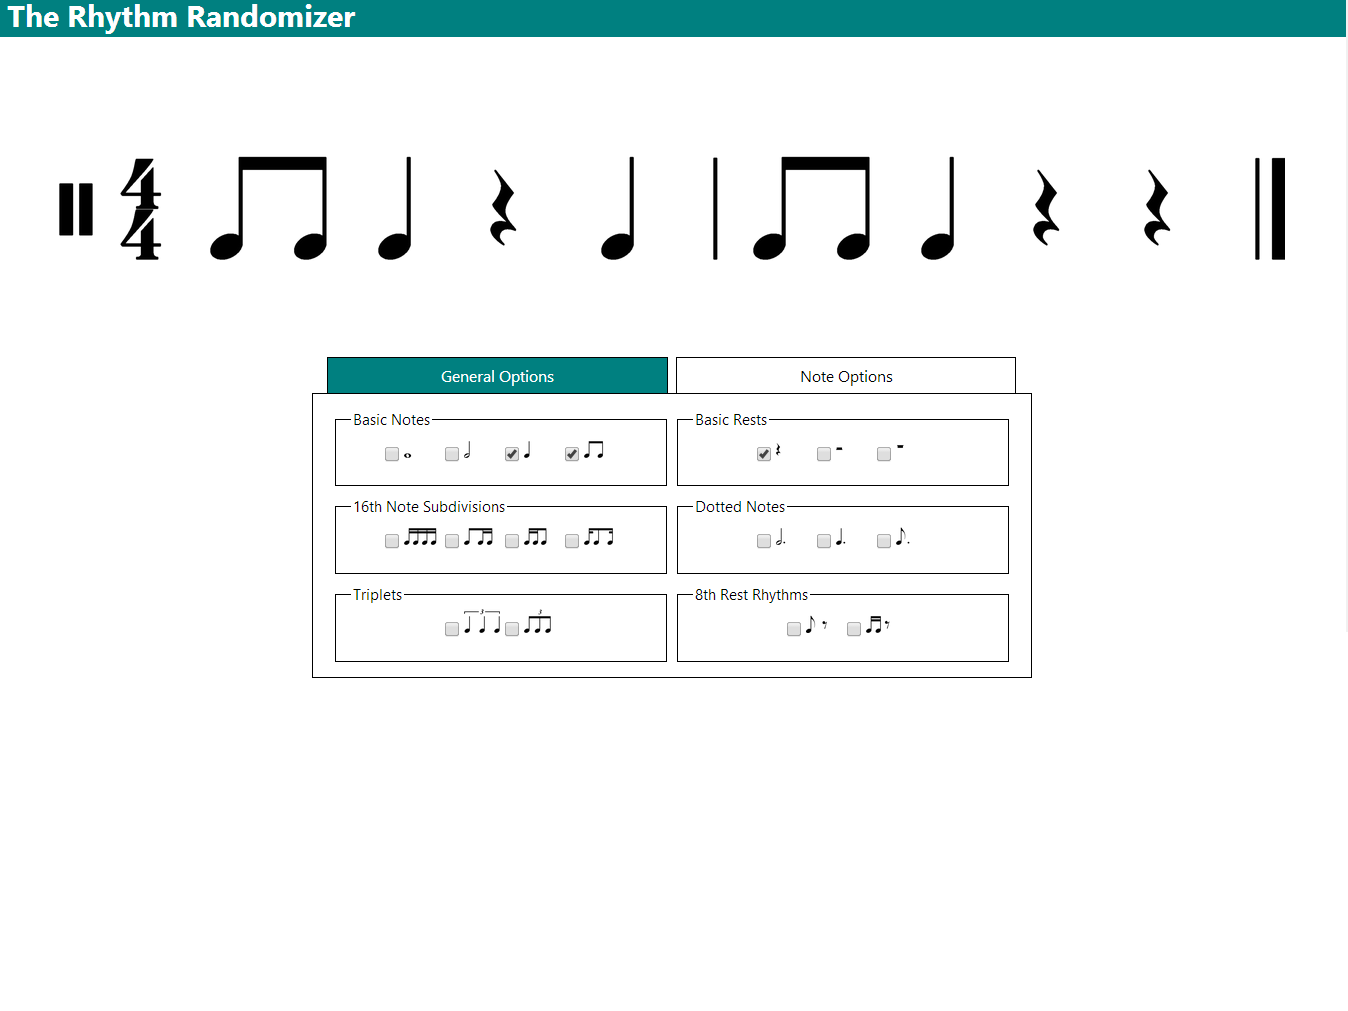 The Rhythm Randomizer
4
4
General Options
Note Options
Basic Notes
Basic Rests
16th Note Subdivisions
Dotted Notes
Triplets
8th Rest Rhythms
3
3